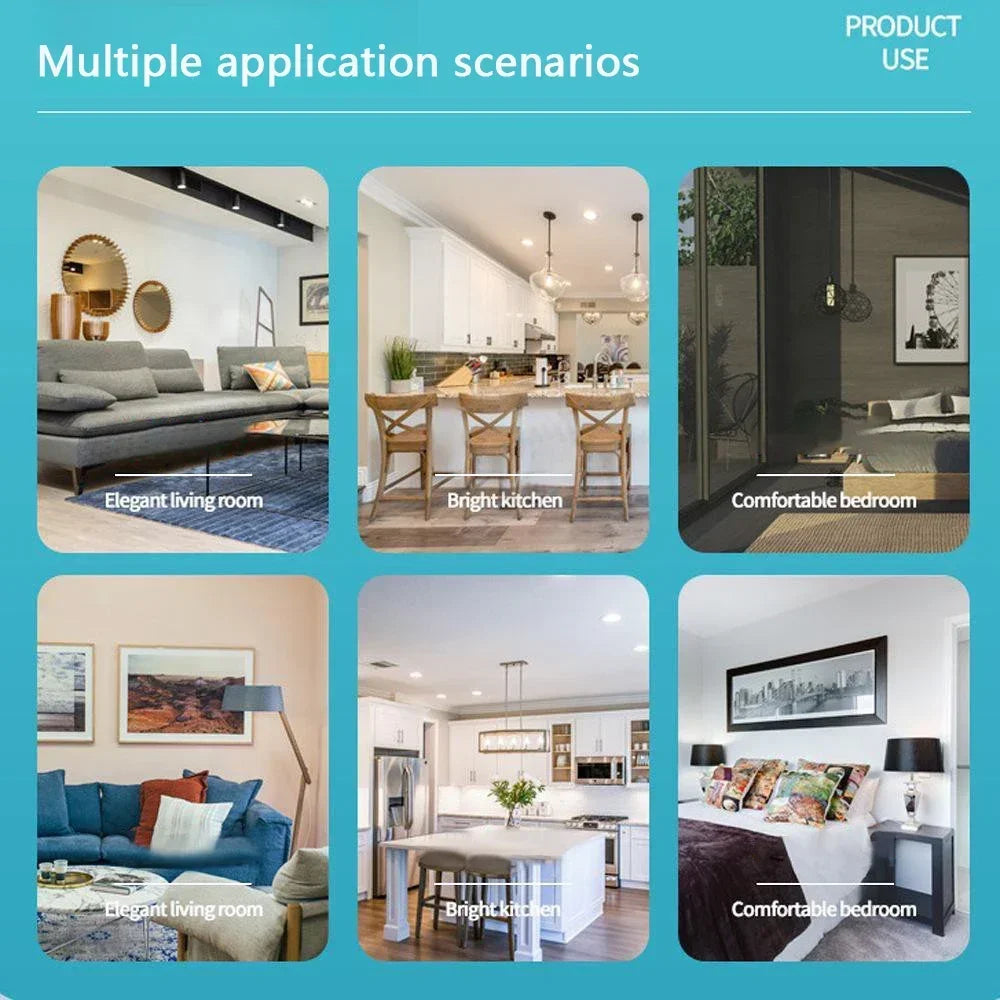 Multiple application scenarios
PRODUCT
USE
Elegant living room
Bright kitchen
Comfortable bedroom
Elegant living room
Bright kitchen
Comfortable bedroom